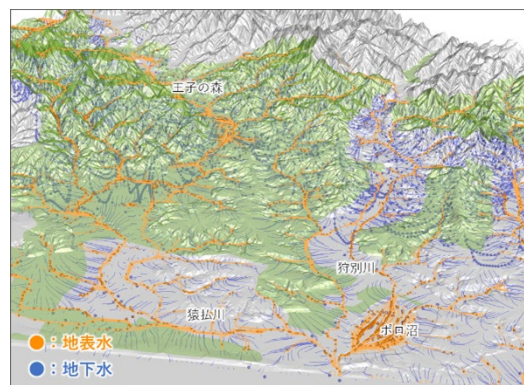 王子の森
狩別川
猿払川
ポロ沼
●：地表水
●：地下水